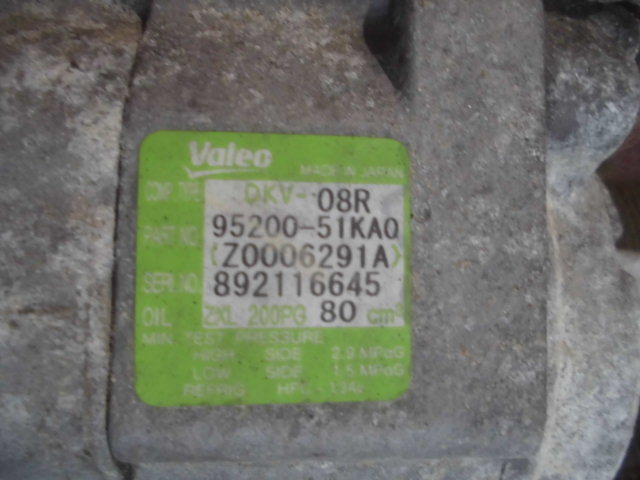 Valeo
MADE IN JAPAN
COMP. TYPE DKV- 08R
PART NO. 95200-51KA0
(Z0006291A)
SERI.NO. 892116645
OIL ZXL 200PG 80 cm³
MIN. TEST PRESSURE
HIGH SIDE 2.9 MPaG
LOW SIDE 1.5 MPaG
REFRIG HFC - 134a